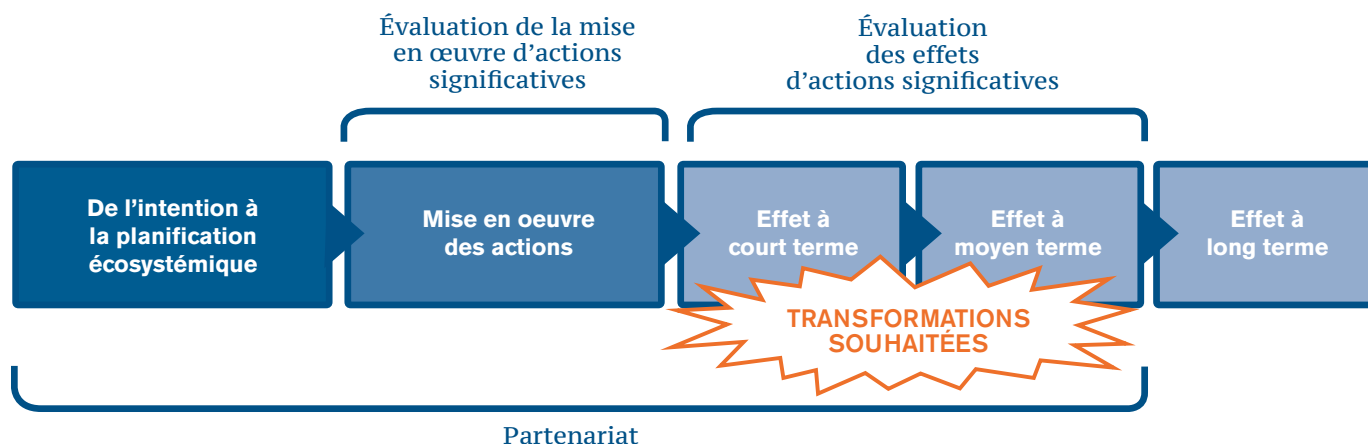 Évaluation de la mise
en œuvre d’actions
significatives
Évaluation
des effets
d’actions significatives
De l’intention à
la planification
écosystémique
Mise en oeuvre
des actions
Effet à
court terme
Effet à
moyen terme
Effet à
long terme
TRANSFORMATIONS
SOUHAITÉES
Partenariat